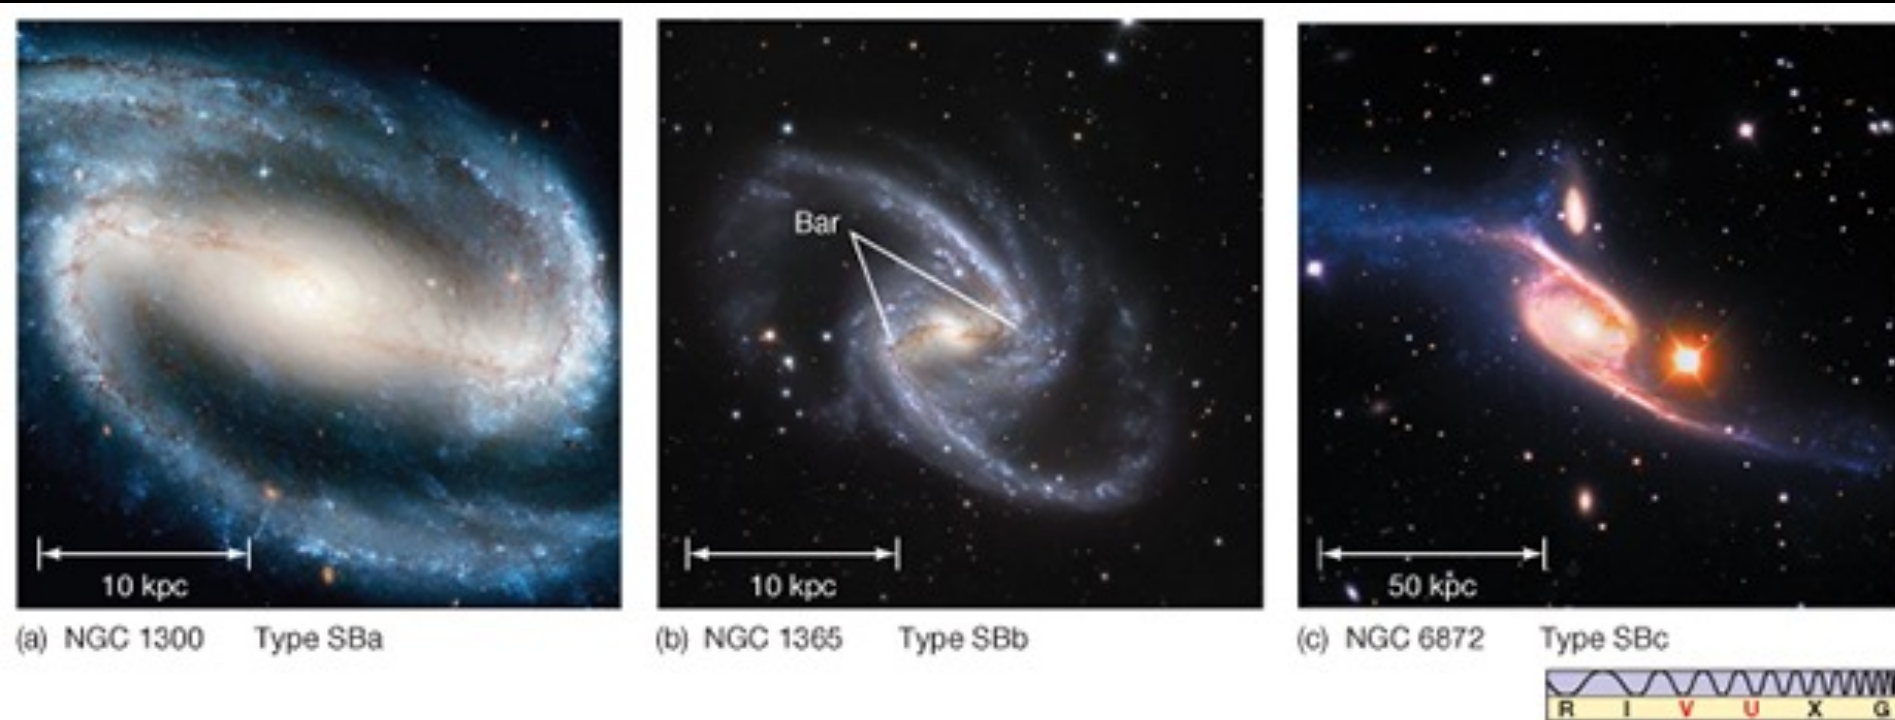 Bar
10 kpc
10 kpc
50 kpc
(a) NGC 1300 Type SBa
(b) NGC 1365 Type SBb
(c) NGC 6872 Type SBc
R I V U X G